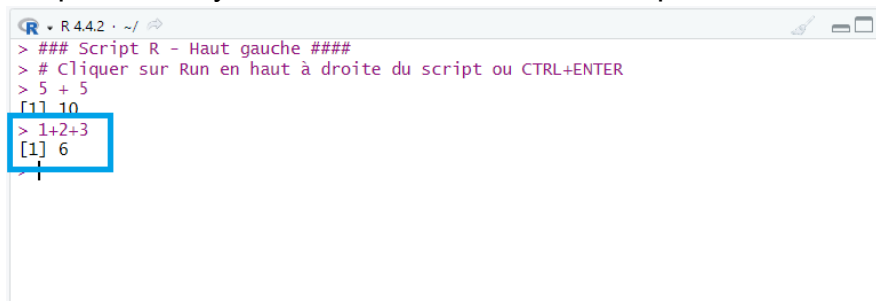 R 4.4.2 · ~/
> ### Script R - Haut gauche ####
> # Cliquer sur Run en haut à droite du script ou CTRL+ENTER
> 5 + 5
[1] 10
> 1+2+3
[1] 6
>